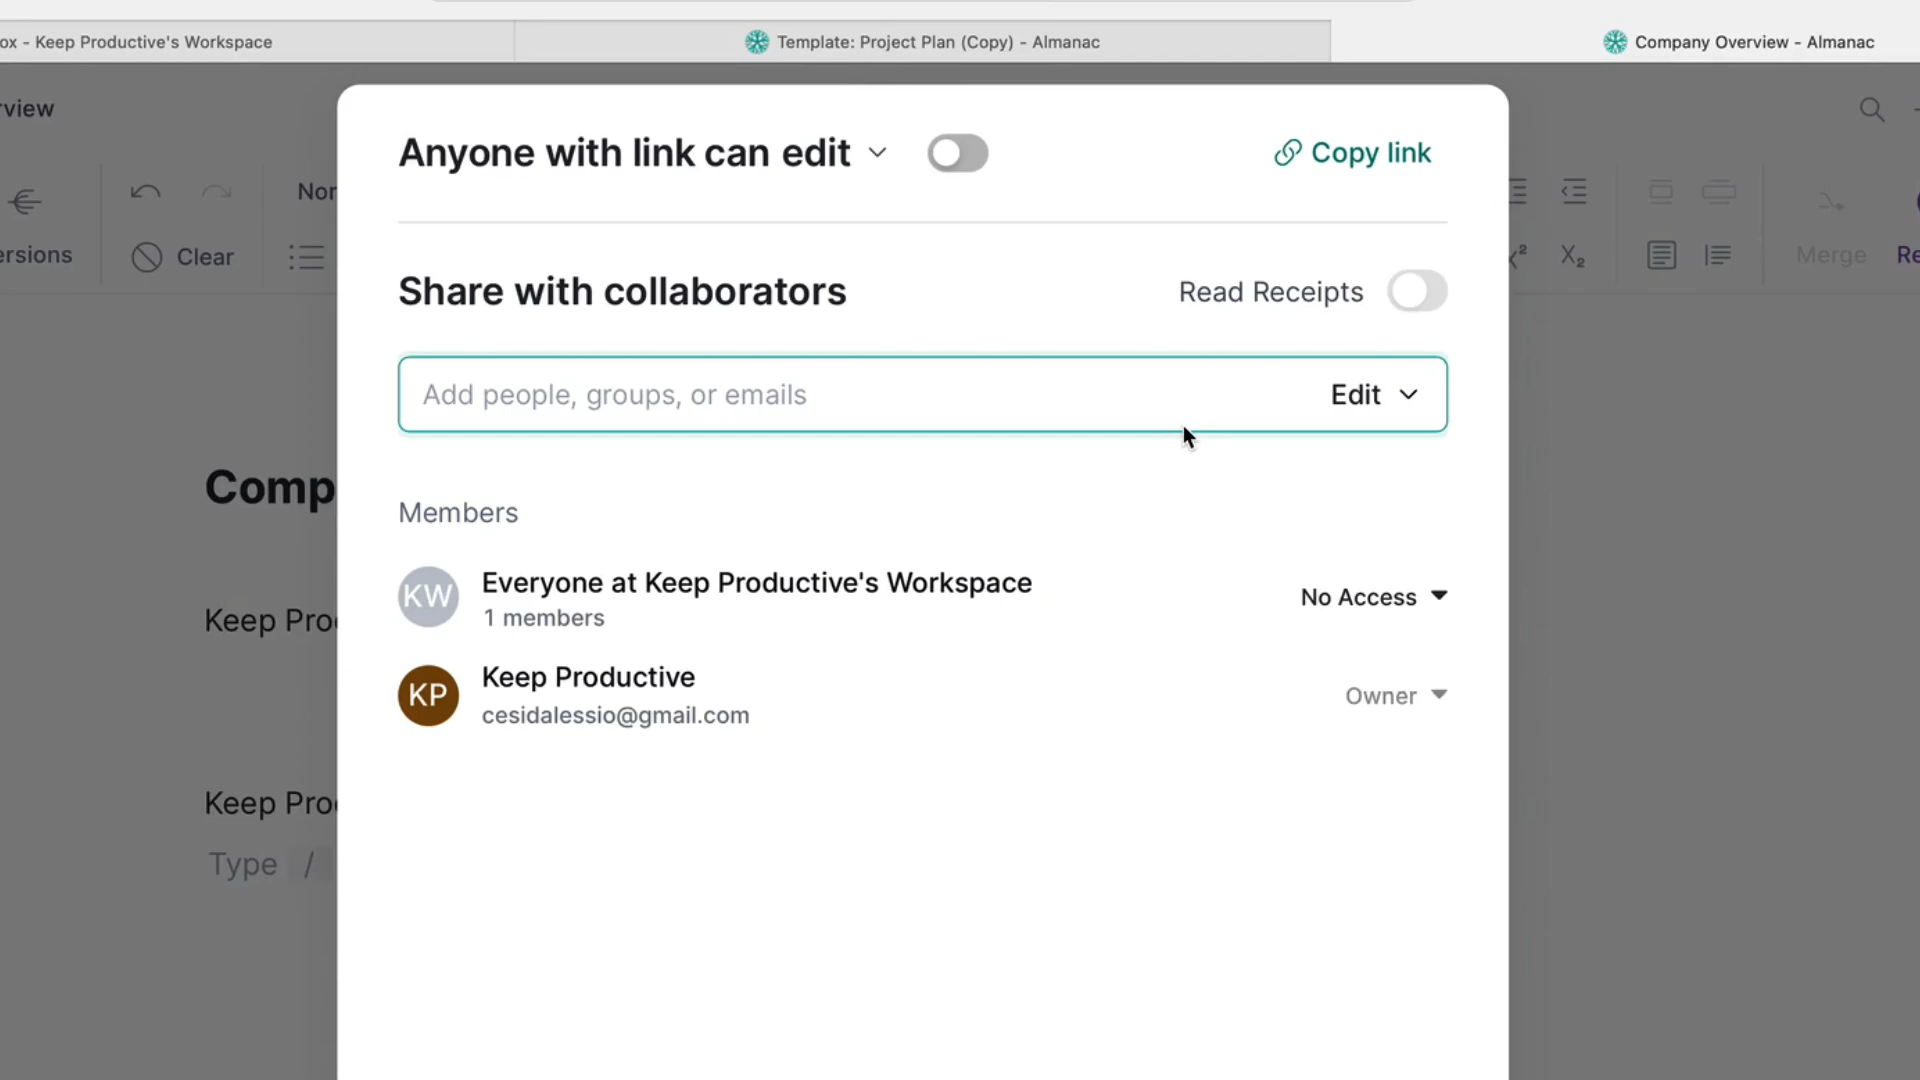 ox - Keep Productive's Workspace
Template: Project Plan (Copy) - Almanac
Company Overview - Almanac
rview
Anyone with link can edit
Copy link
Nor
ersions
Clear
X₂
Merge
Re
Share with collaborators
Read Receipts
Add people, groups, or emails
Edit
Comp
Members
KW
Everyone at Keep Productive's Workspace
1 members
No Access
Keep Pro
KP
Keep Productive
cesidalessio@gmail.com
Owner
Keep Pro
Type /